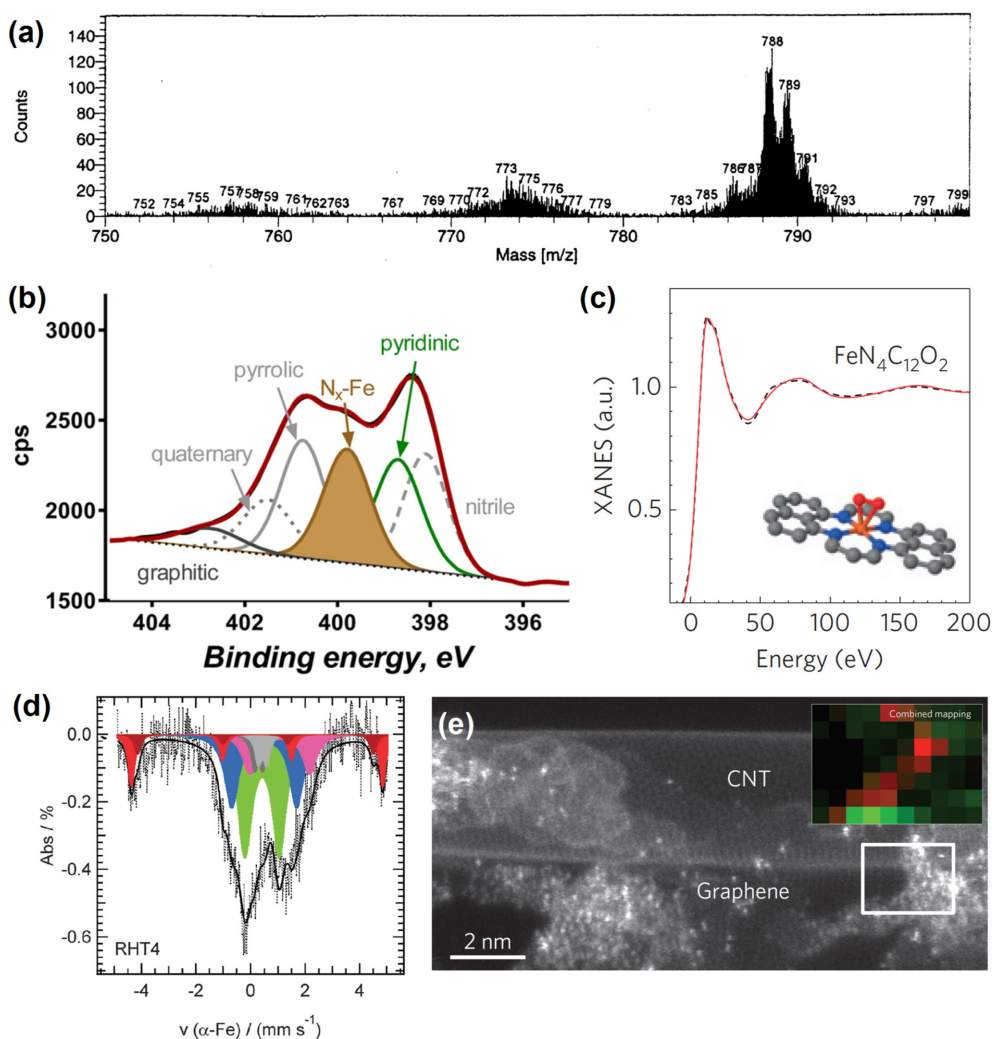 (a)
140
120
100
80
60
40
20
0
Counts
752 754 755 757 758 759 761 762 763 767 769 770 772 773 775 776 777 779 783 785 786 787 788 789 791 792 793 797 799
750 760 770 780 790
Mass [m/z]
(b)
3000
2500
2000
1500
cps
quaternary
pyrrolic
Nx-Fe
pyridinic
nitrile
graphitic
404 402 400 398 396
Binding energy, eV
(c)
XANES (a.u.)
1.0
0.5
FeN4C12O2
0 50 100 150 200
Energy (eV)
(d)
0.0
-0.2
-0.4
-0.6
Abs / %
RHT4
-4 -2 0 2 4
v (α-Fe) / (mm s⁻¹)
(e)
Combined mapping
CNT
Graphene
2 nm